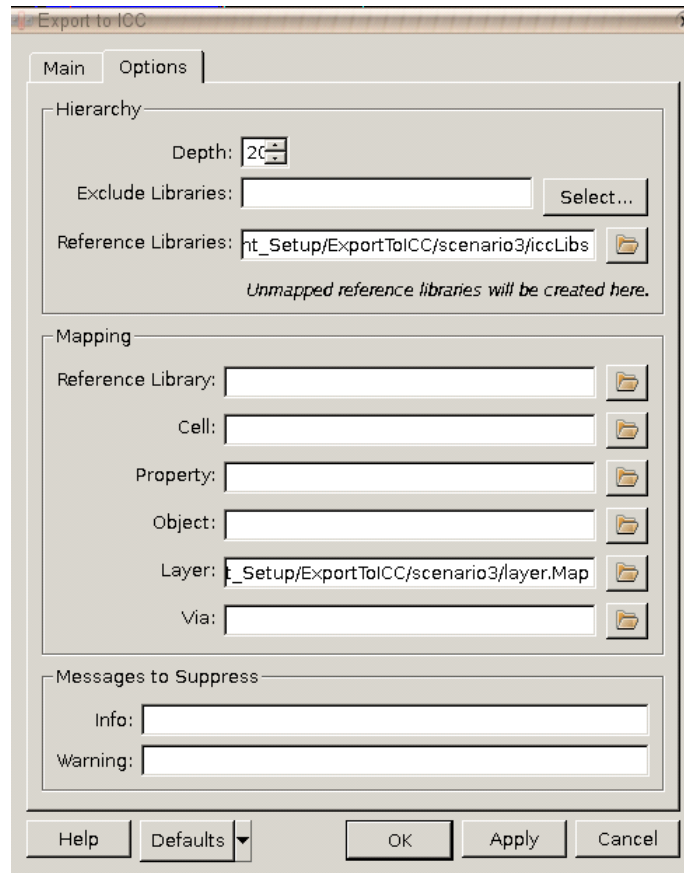 Export to ICC
Main Options
Hierarchy
Depth: 20
Exclude Libraries: Select...
Reference Libraries: nt_Setup/ExportToICC/scenario3/iccLibs
Unmapped reference libraries will be created here.
Mapping
Reference Library:
Cell:
Property:
Object:
Layer: t_Setup/ExportToICC/scenario3/layer.Map
Via:
Messages to Suppress
Info:
Warning:
Help Defaults OK Apply Cancel